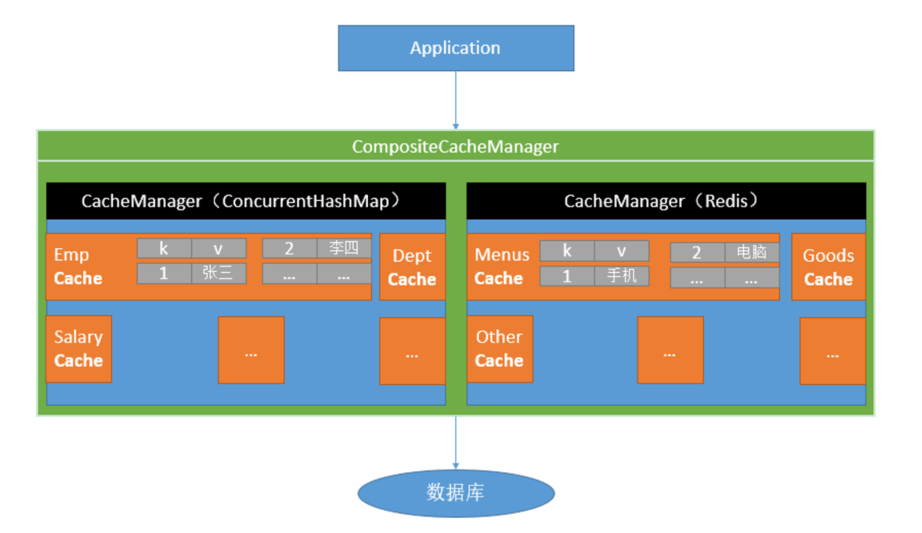 Application
CompositeCacheManager
CacheManager（ConcurrentHashMap）
Emp
Cache
k v
1 张三
2 李四
... ...
Dept
Cache
Salary
Cache
...
...
CacheManager（Redis）
Menus
Cache
k v
1 手机
2 电脑
... ...
Goods
Cache
Other
Cache
...
...
数据库